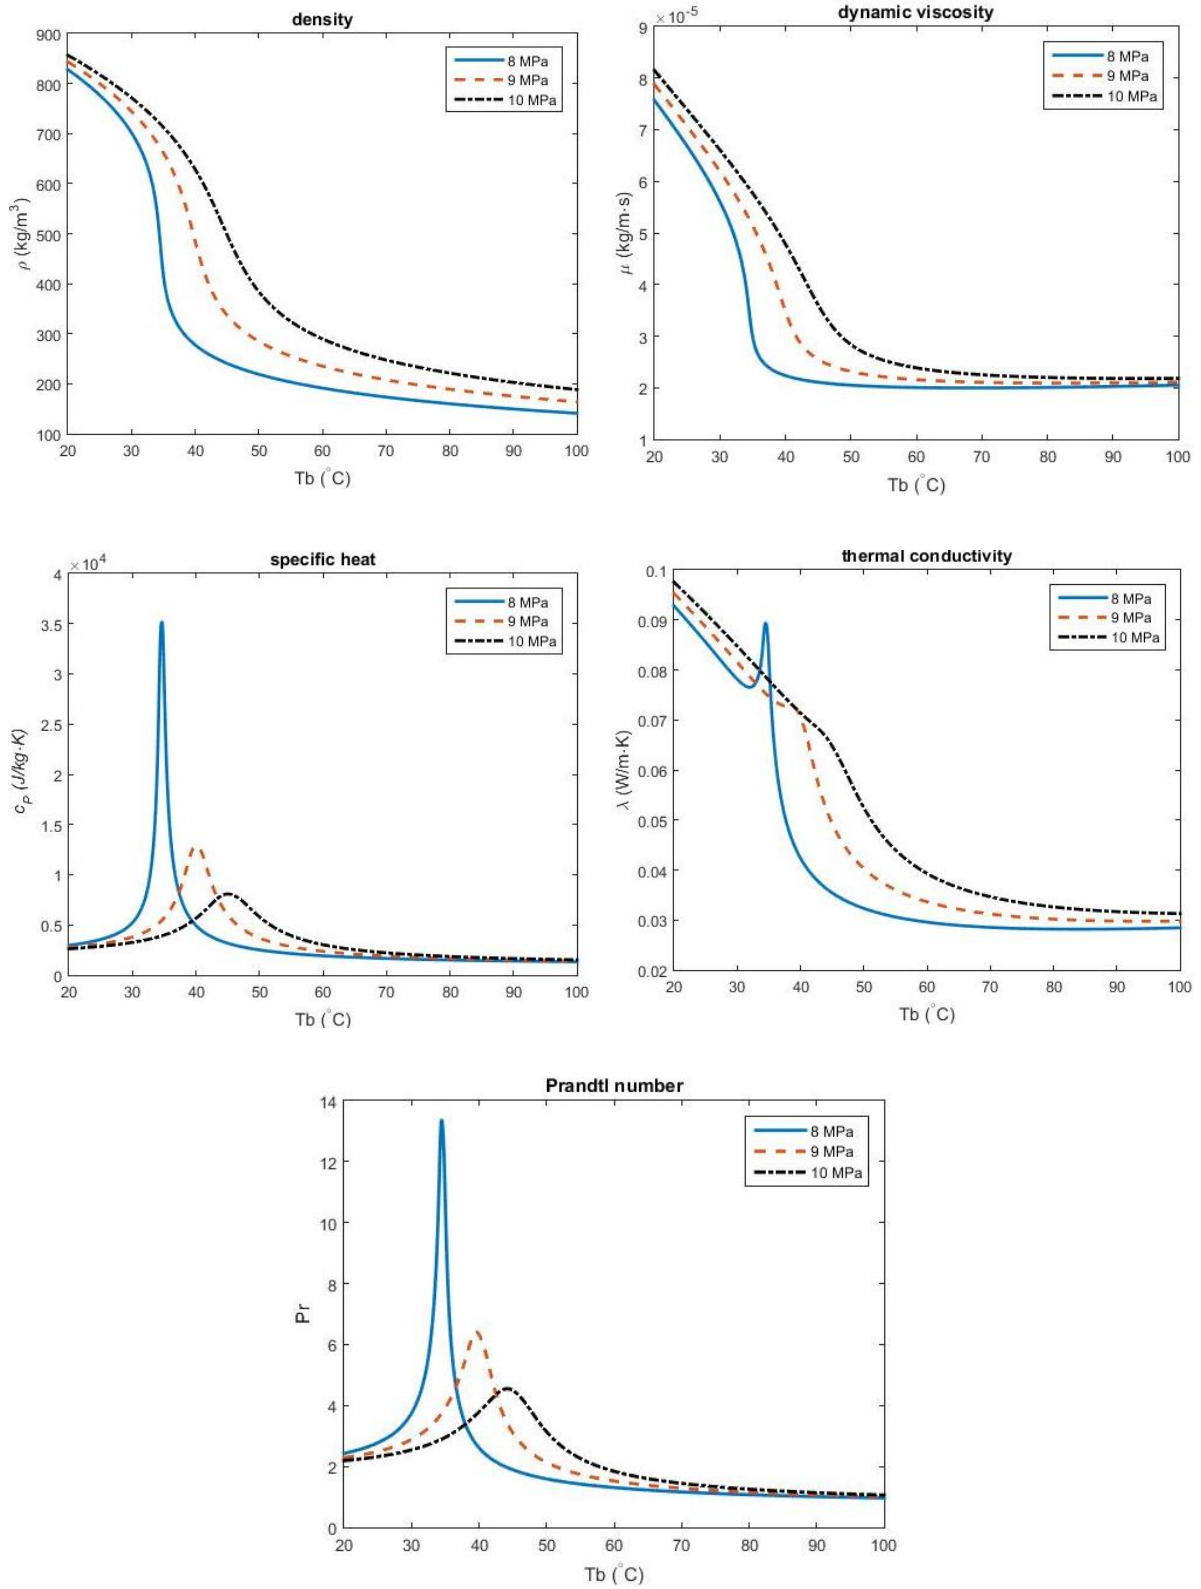 density
900
800
700
600
500
400
300
200
100
ρ (kg/m³)
20 30 40 50 60 70 80 90 100
Tb (°C)
8 MPa
9 MPa
10 MPa
dynamic viscosity
×10⁻⁵
9
8
7
6
5
4
3
2
1
μ (kg/m·s)
20 30 40 50 60 70 80 90 100
Tb (°C)
8 MPa
9 MPa
10 MPa
specific heat
×10⁴
4
3.5
3
2.5
2
1.5
1
0.5
0
cₚ (J/kg·K)
20 30 40 50 60 70 80 90 100
Tb (°C)
8 MPa
9 MPa
10 MPa
thermal conductivity
0.1
0.09
0.08
0.07
0.06
0.05
0.04
0.03
0.02
λ (W/m·K)
20 30 40 50 60 70 80 90 100
Tb (°C)
8 MPa
9 MPa
10 MPa
Prandtl number
14
12
10
8
6
4
2
0
Pr
20 30 40 50 60 70 80 90 100
Tb (°C)
8 MPa
9 MPa
10 MPa